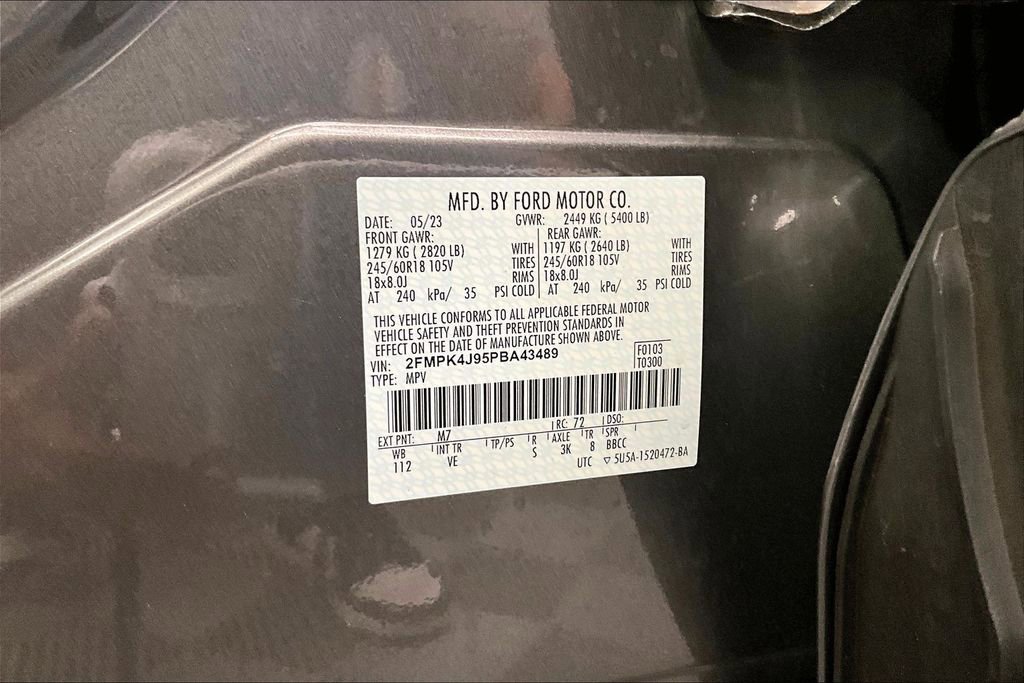 MFD. BY FORD MOTOR CO.
DATE: 05/23 GVWR: 2449 KG ( 5400 LB)
FRONT GAWR: REAR GAWR:
1279 KG ( 2820 LB) WITH 1197 KG ( 2640 LB) WITH
245/60R18 105V TIRES 245/60R18 105V TIRES
18x8.0J RIMS 18x8.0J RIMS
AT 240 kPa/ 35 PSI COLD AT 240 kPa/ 35 PSI COLD
THIS VEHICLE CONFORMS TO ALL APPLICABLE FEDERAL MOTOR
VEHICLE SAFETY AND THEFT PREVENTION STANDARDS IN
EFFECT ON THE DATE OF MANUFACTURE SHOWN ABOVE.
VIN: 2FMPK4J95PBA43489 F0103
TYPE: MPV T0300
EXT PNT: M7 RC: 72 DSO:
WB INT TR TP/PS R AXLE TR SPR
112 VE S 3K 8 BBCC
UTC ▽ 5U5A-1520472-BA